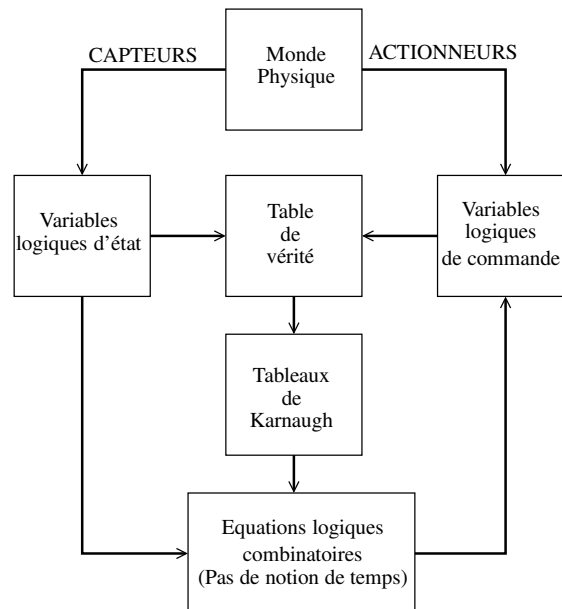 CAPTEURS
Monde
Physique
ACTIONNEURS
Variables
logiques d'état
Table
de
vérité
Variables
logiques
de commande
Tableaux
de
Karnaugh
Equations logiques
combinatoires
(Pas de notion de temps)